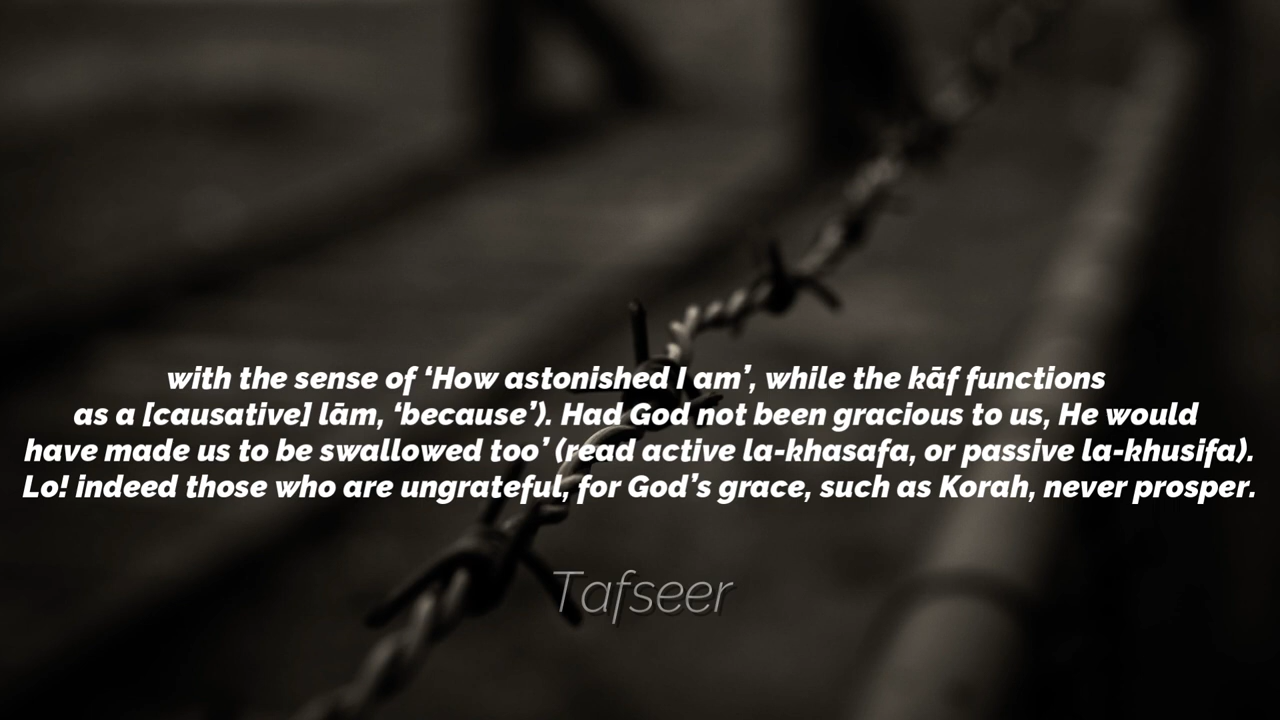 with the sense of ‘How astonished I am’, while the kāf functions
as a [causative] lām, ‘because’). Had God not been gracious to us, He would
have made us to be swallowed too’ (read active la-khasafa, or passive la-khusifa).
Lo! indeed those who are ungrateful, for God’s grace, such as Korah, never prosper.
Tafseer